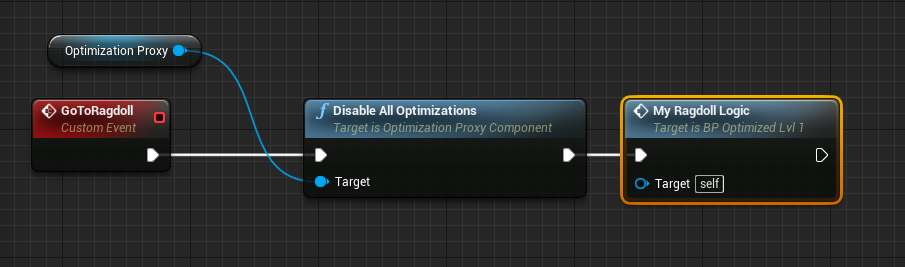 Optimization Proxy
GoToRagdoll
Custom Event
Disable All Optimizations
Target is Optimization Proxy Component
Target
My Ragdoll Logic
Target is BP Optimized Lvl 1
Target self